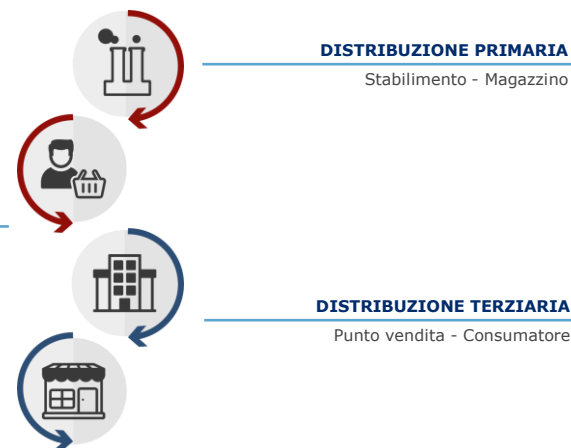 DISTRIBUZIONE PRIMARIA
Stabilimento - Magazzino
DISTRIBUZIONE TERZIARIA
Punto vendita - Consumatore